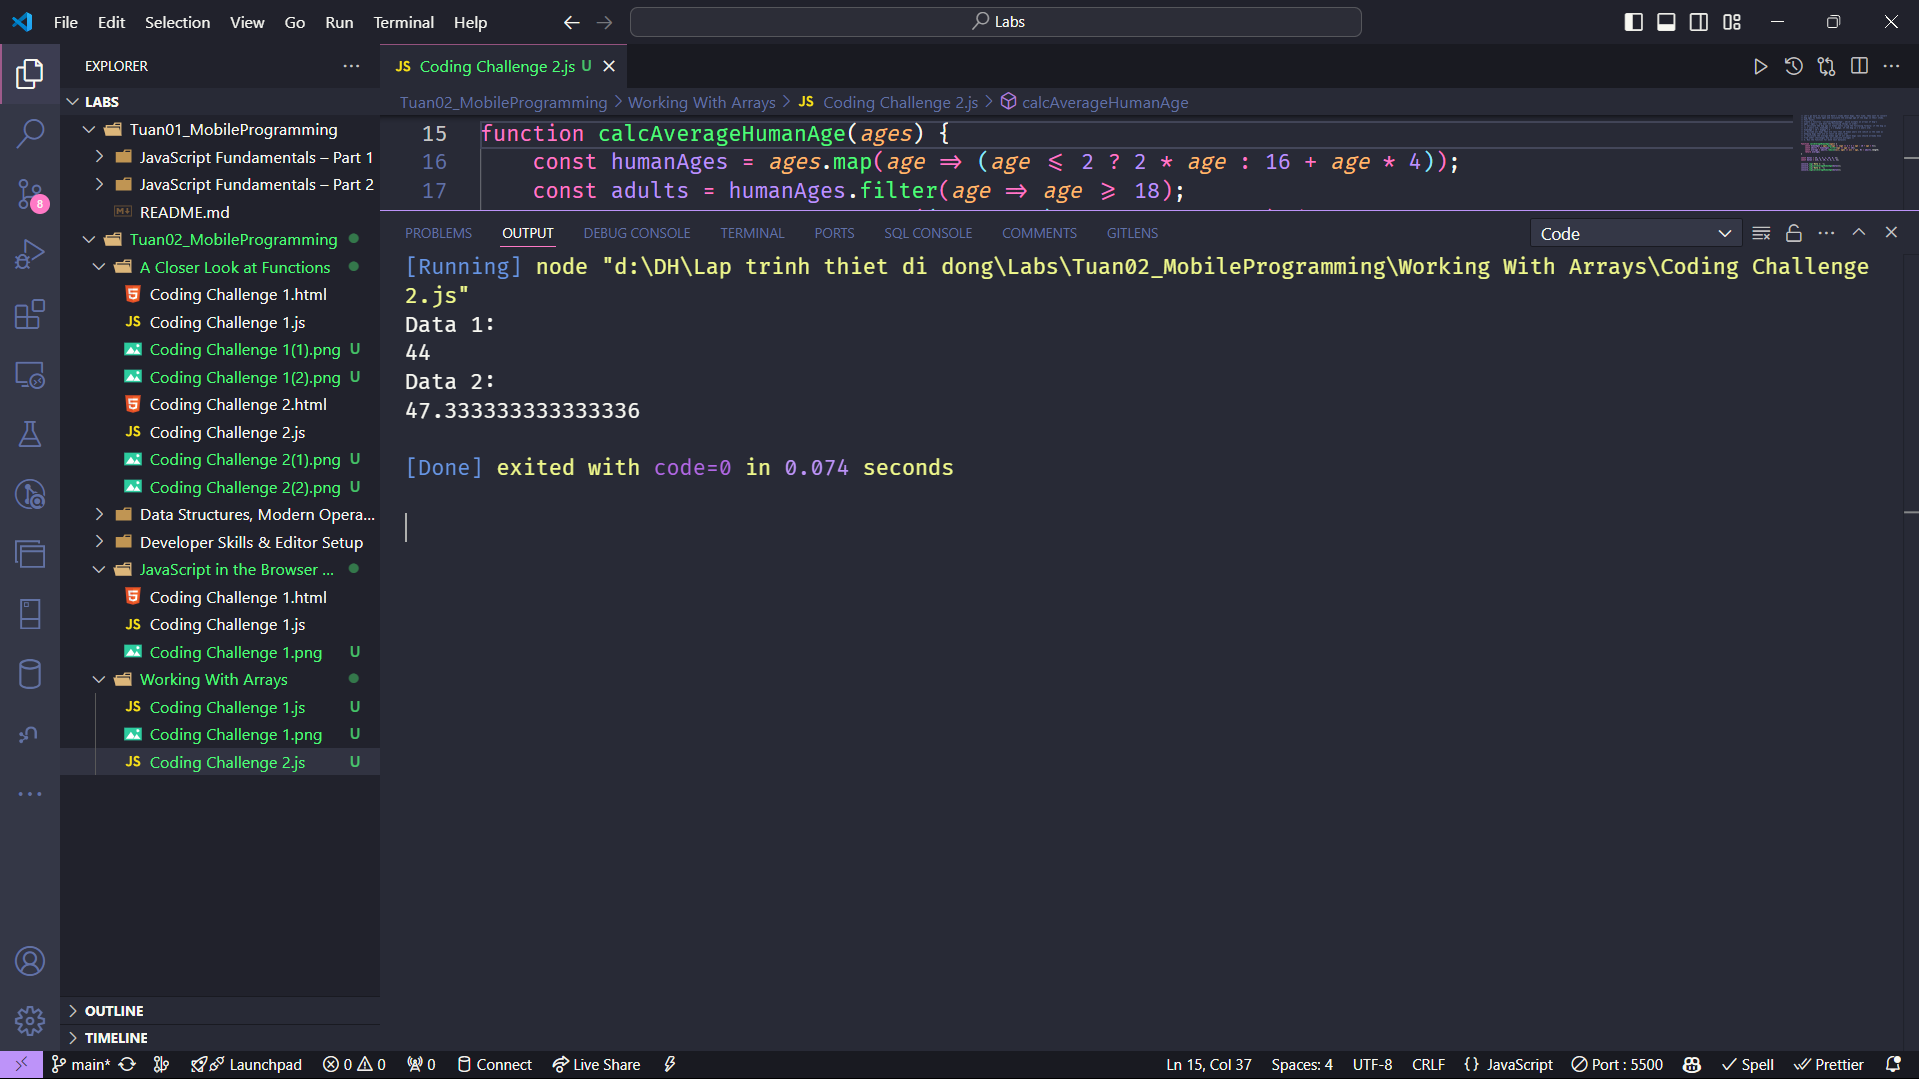 File Edit Selection View Go Run Terminal Help
Labs
EXPLORER
LABS
Tuan01_MobileProgramming
JavaScript Fundamentals – Part 1
JavaScript Fundamentals – Part 2
README.md
Tuan02_MobileProgramming
A Closer Look at Functions
Coding Challenge 1.html
JS Coding Challenge 1.js
Coding Challenge 1(1).png U
Coding Challenge 1(2).png U
Coding Challenge 2.html
JS Coding Challenge 2.js
Coding Challenge 2(1).png U
Coding Challenge 2(2).png U
Data Structures, Modern Opera...
Developer Skills & Editor Setup
JavaScript in the Browser ...
Coding Challenge 1.html
JS Coding Challenge 1.js
Coding Challenge 1.png U
Working With Arrays
JS Coding Challenge 1.js U
Coding Challenge 1.png U
JS Coding Challenge 2.js U
OUTLINE
TIMELINE
8
JS Coding Challenge 2.js U
Tuan02_MobileProgramming > Working With Arrays > JS Coding Challenge 2.js > calcAverageHumanAge
15 function calcAverageHumanAge(ages) {
16 const humanAges = ages.map(age => (age <= 2 ? 2 * age : 16 + age * 4));
17 const adults = humanAges.filter(age => age >= 18);
PROBLEMS OUTPUT DEBUG CONSOLE TERMINAL PORTS SQL CONSOLE COMMENTS GITLENS
Code
[Running] node "d:\DH\Lap trinh thiet di dong\Labs\Tuan02_MobileProgramming\Working With Arrays\Coding Challenge
2.js"
Data 1:
44
Data 2:
47.333333333333336
[Done] exited with code=0 in 0.074 seconds
main* Launchpad 0 0 0 Connect Live Share Ln 15, Col 37 Spaces: 4 UTF-8 CRLF {} JavaScript Port : 5500 Spell Prettier